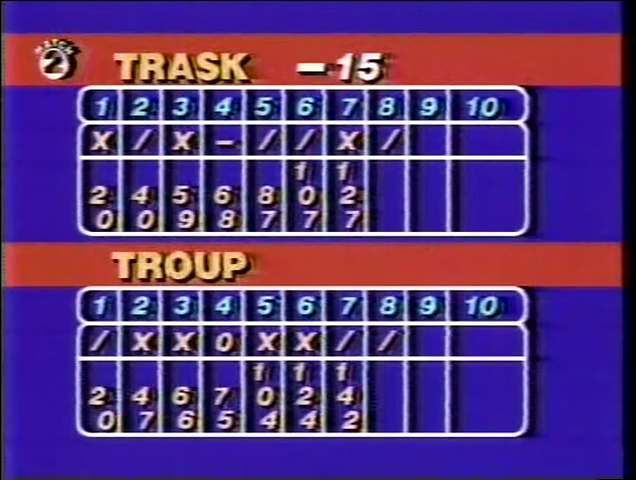 MATCH 2
TRASK -15
1 2 3 4 5 6 7 8 9 10
X / X - / / X /
20 40 59 68 87 107 127
TROUP
1 2 3 4 5 6 7 8 9 10
/ X X O X X / /
20 47 66 75 104 124 142